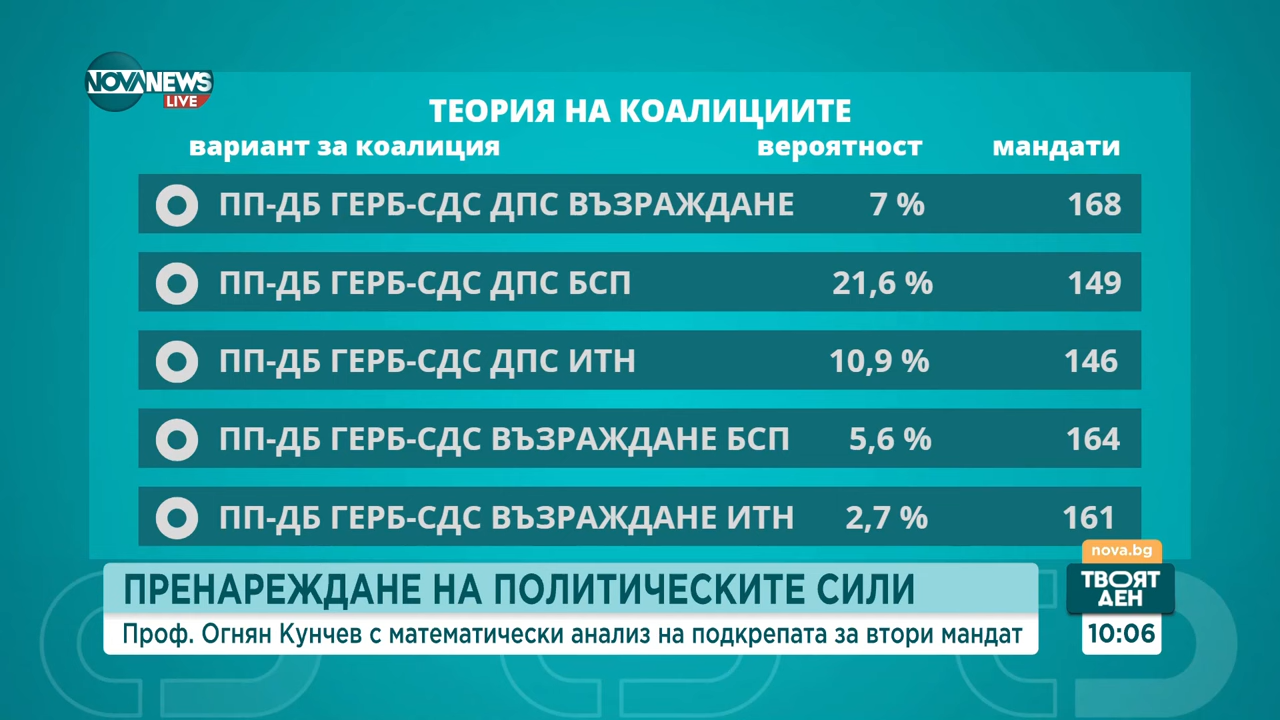 NOVANEWS
LIVE
ТЕОРИЯ НА КОАЛИЦИИТЕ
вариант за коалиция вероятност мандати
ПП-ДБ ГЕРБ-СДС ДПС ВЪЗРАЖДАНЕ 7 % 168
ПП-ДБ ГЕРБ-СДС ДПС БСП 21,6 % 149
ПП-ДБ ГЕРБ-СДС ДПС ИТН 10,9 % 146
ПП-ДБ ГЕРБ-СДС ВЪЗРАЖДАНЕ БСП 5,6 % 164
ПП-ДБ ГЕРБ-СДС ВЪЗРАЖДАНЕ ИТН 2,7 % 161
nova.bg
ПРЕНАРЕЖДАНЕ НА ПОЛИТИЧЕСКИТЕ СИЛИ
ТВОЯТ
ДЕН
Проф. Огнян Кунчев с математически анализ на подкрепата за втори мандат
10:06